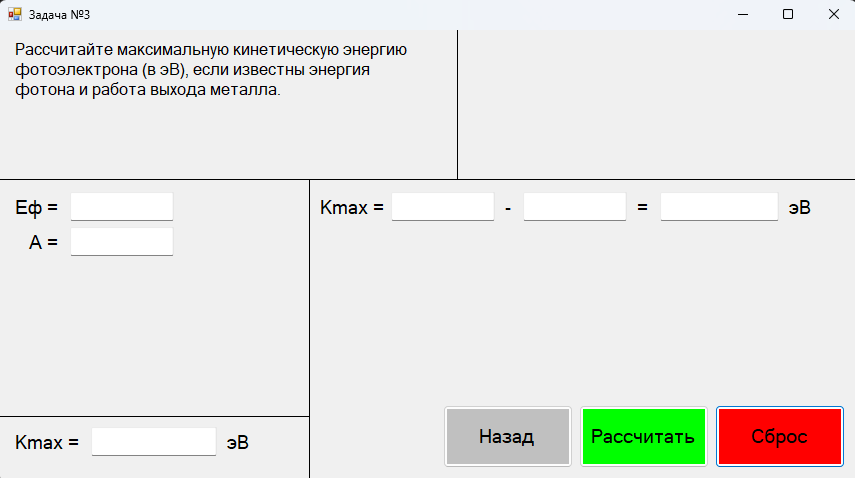 Задача №3
Рассчитайте максимальную кинетическую энергию
фотоэлектрона (в эВ), если известны энергия
фотона и работа выхода металла.
Eф =
A =
Kmax = - = эВ
Kmax = эВ
Назад
Рассчитать
Сброс